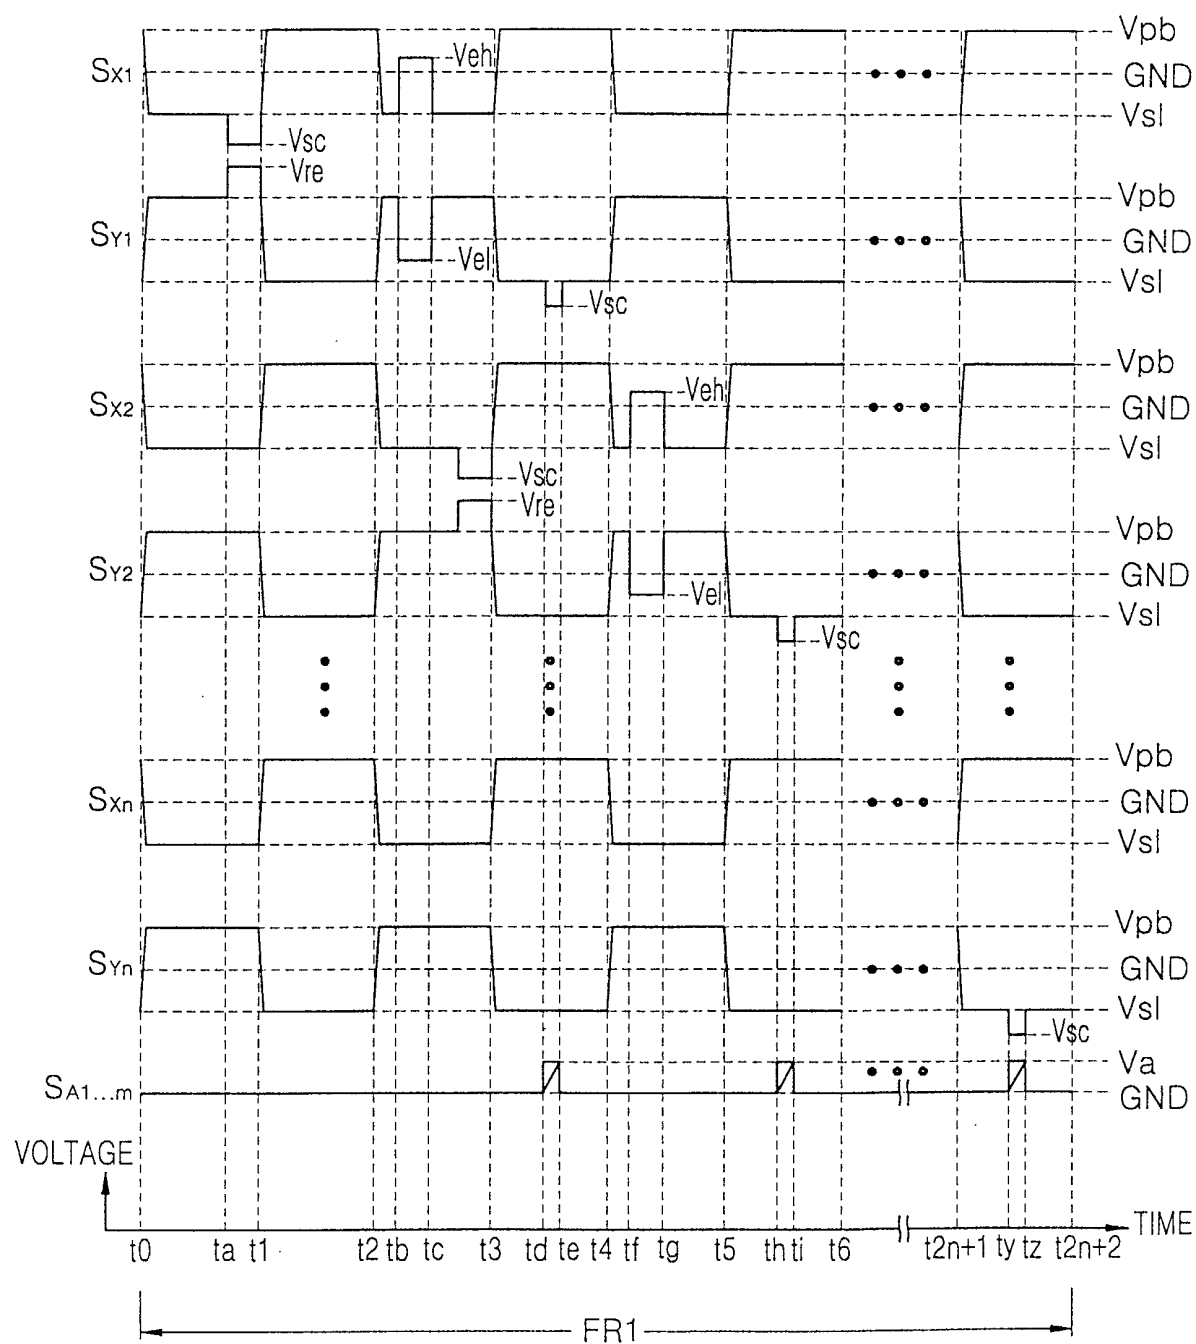 Vpb
SX1
Veh
GND
Vsl
Vsc
Vre
Vpb
SY1
GND
Vel
Vsl
Vsc
Vpb
SX2
Veh
GND
Vsl
Vsc
Vre
Vpb
SY2
GND
Vel
Vsl
Vsc
Vpb
SXn
GND
Vsl
Vpb
SYn
GND
Vsl
Vsc
Va
SA1...m
GND
VOLTAGE
TIME
t0 ta t1 t2 tb tc t3 td te t4 tf tg t5 th ti t6 t2n+1 ty tz t2n+2
FR1